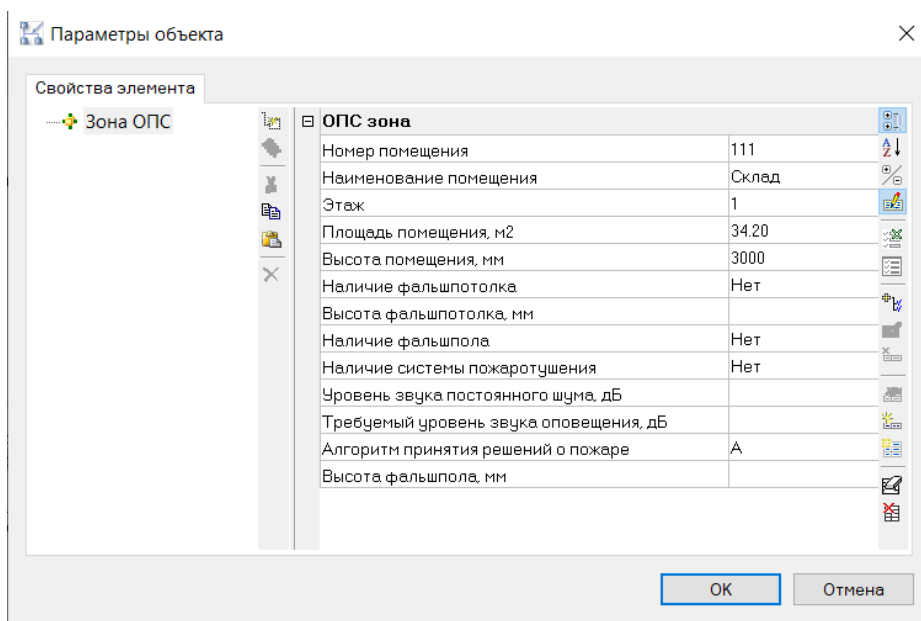 Параметры объекта
Свойства элемента
Зона ОПС
ОПС зона
Номер помещения 111
Наименование помещения Склад
Этаж 1
Площадь помещения, м2 34.20
Высота помещения, мм 3000
Наличие фальшпотолка Нет
Высота фальшпотолка, мм
Наличие фальшпола Нет
Наличие системы пожаротушения Нет
Уровень звука постоянного шума, дБ
Требуемый уровень звука оповещения, дБ
Алгоритм принятия решений о пожаре А
Высота фальшпола, мм
OK Отмена